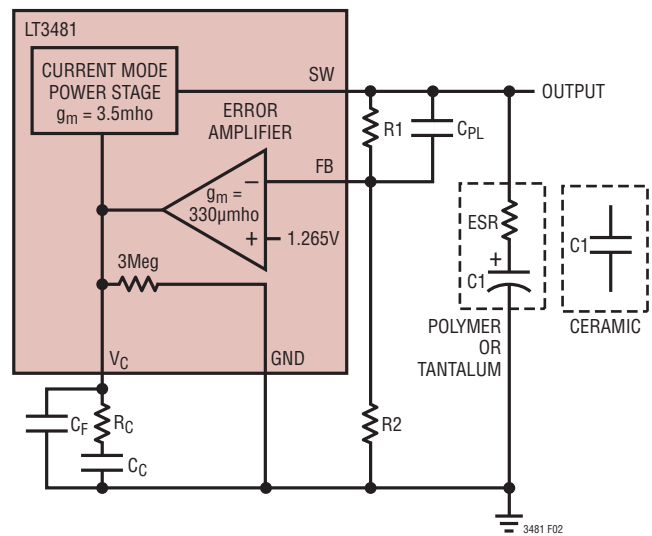 LT3481
CURRENT MODE
POWER STAGE
gm = 3.5mho
SW
OUTPUT
ERROR
AMPLIFIER
R1
CPL
FB
gm =
330µmho
–
+
1.265V
ESR
+
C1
C1
3Meg
POLYMER
OR
TANTALUM
CERAMIC
VC
GND
CF
RC
CC
R2
3481 F02